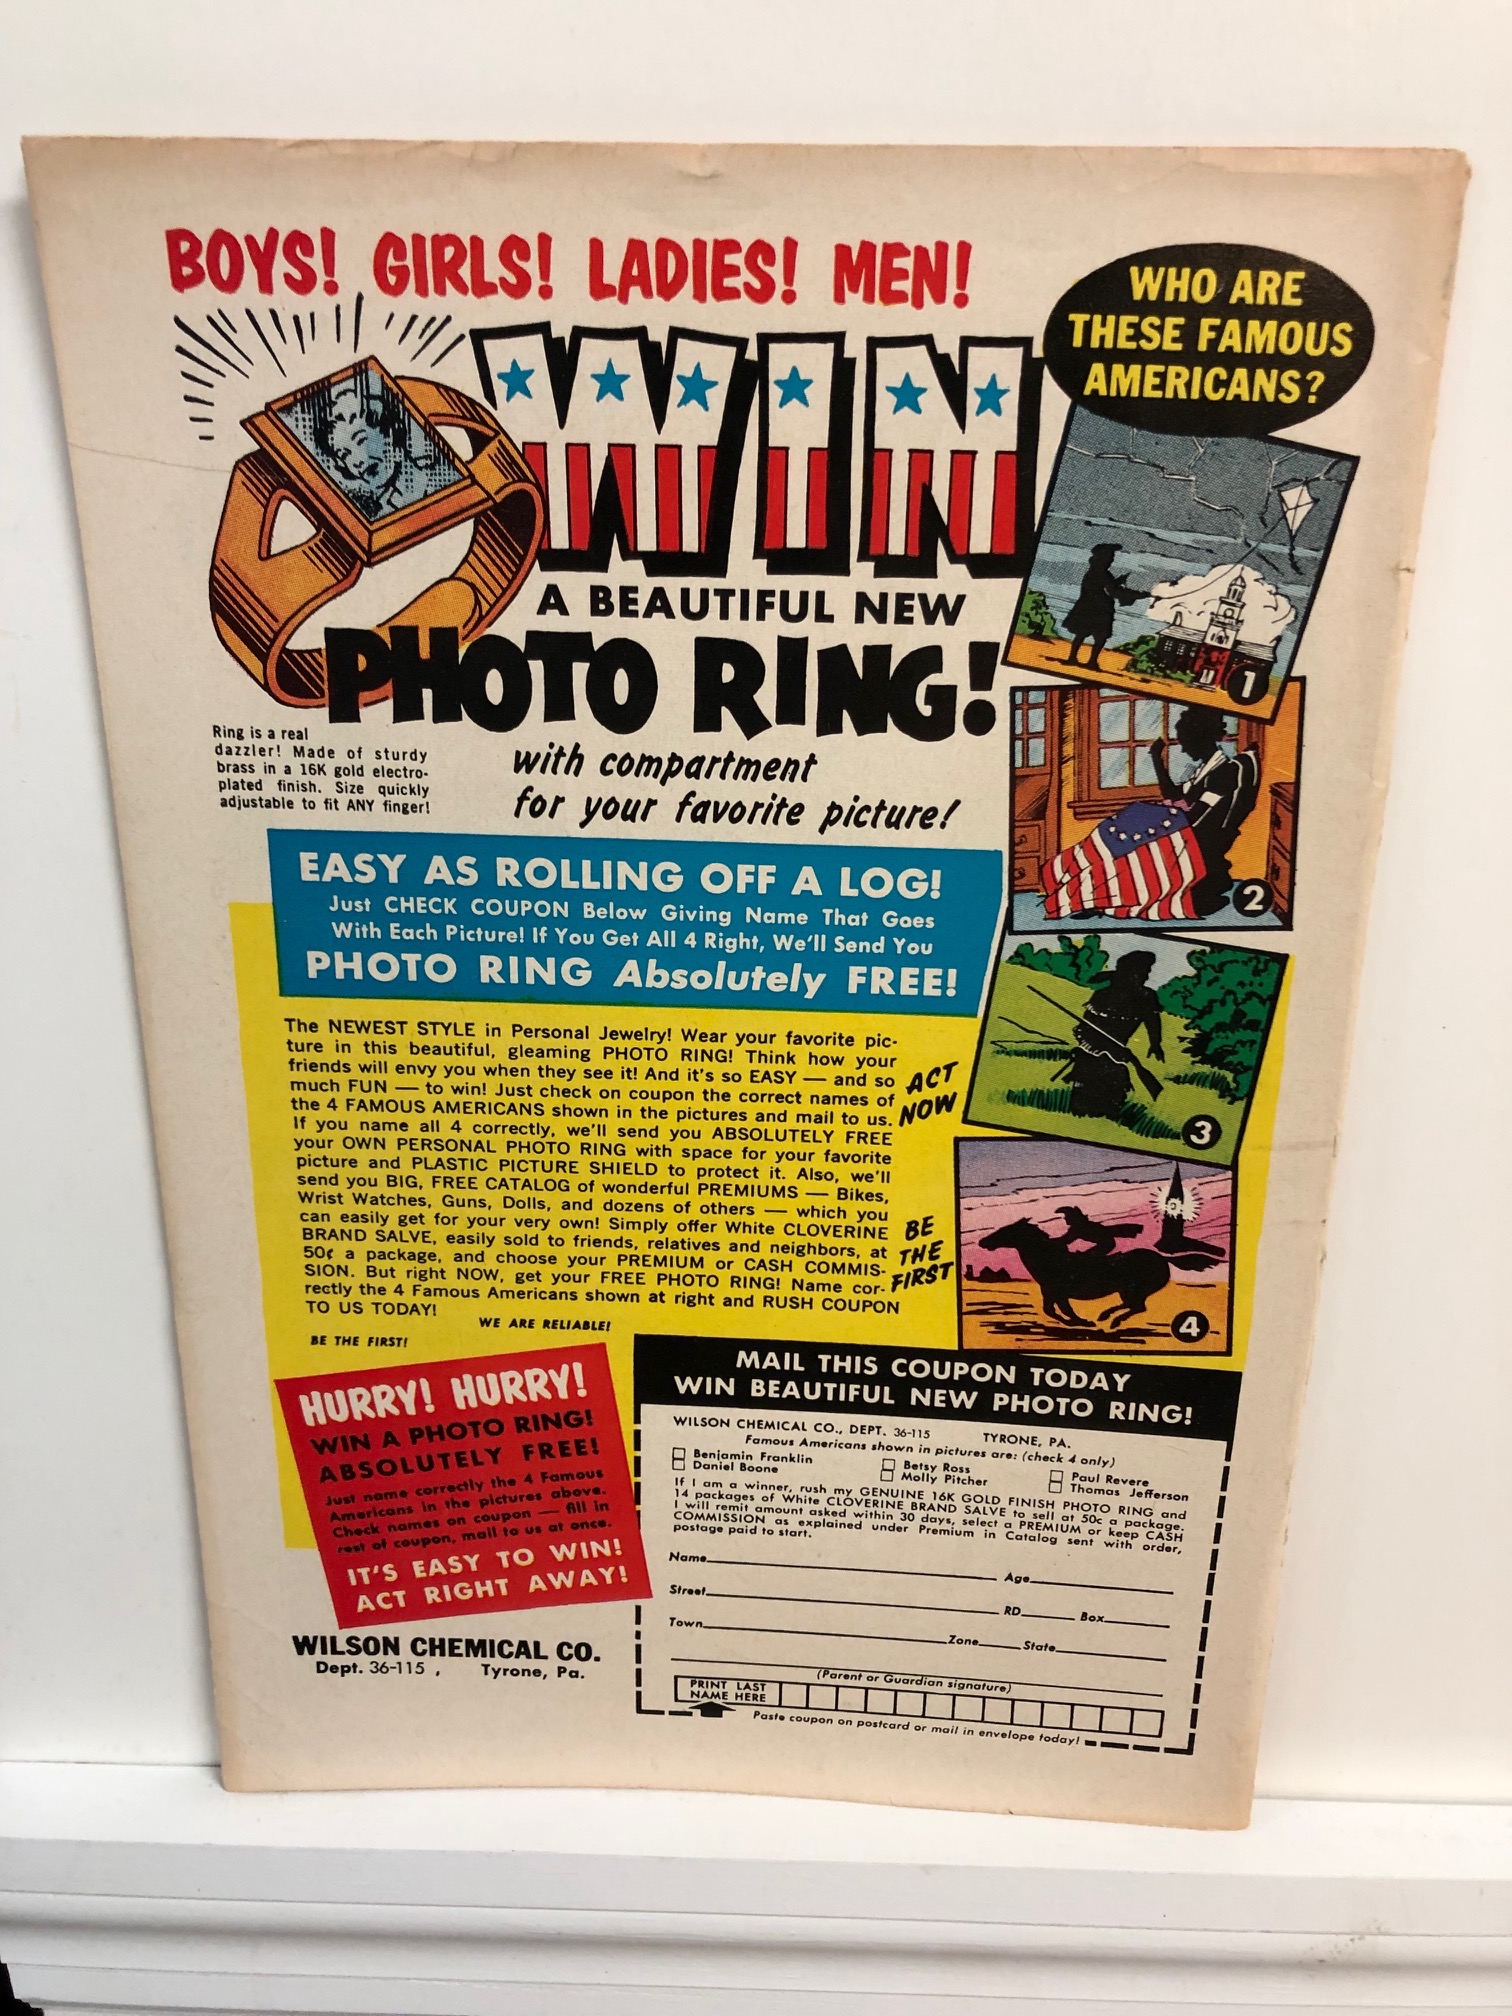 BOYS! GIRLS! LADIES! MEN!
WIN
A BEAUTIFUL NEW
PHOTO RING!
with compartment
for your favorite picture!
Ring is a real
dazzler! Made of sturdy
brass in a 16K gold electro-
plated finish. Size quickly
adjustable to fit ANY finger!
WHO ARE
THESE FAMOUS
AMERICANS?
1
2
3
4
EASY AS ROLLING OFF A LOG!
Just CHECK COUPON Below Giving Name That Goes
With Each Picture! If You Get All 4 Right, We'll Send You
PHOTO RING Absolutely FREE!
The NEWEST STYLE in Personal Jewelry! Wear your favorite pic-
ture in this beautiful, gleaming PHOTO RING! Think how your
friends will envy you when they see it! And it's so EASY — and so
much FUN — to win! Just check on coupon the correct names of
the 4 FAMOUS AMERICANS shown in the pictures and mail to us.
If you name all 4 correctly, we'll send you ABSOLUTELY FREE
your OWN PERSONAL PHOTO RING with space for your favorite
picture and PLASTIC PICTURE SHIELD to protect it. Also, we'll
send you BIG, FREE CATALOG of wonderful PREMIUMS — Bikes,
Wrist Watches, Guns, Dolls, and dozens of others — which you
can easily get for your very own! Simply offer White CLOVERINE
BRAND SALVE, easily sold to friends, relatives and neighbors, at
50¢ a package, and choose your PREMIUM or CASH COMMIS-
SION. But right NOW, get your FREE PHOTO RING! Name cor-
rectly the 4 Famous Americans shown at right and RUSH COUPON
TO US TODAY!
WE ARE RELIABLE!
BE THE FIRST!
ACT
NOW
BE
THE
FIRST
HURRY! HURRY!
WIN A PHOTO RING!
ABSOLUTELY FREE!
Just name correctly the 4 Famous
Americans in the pictures above.
Check names on coupon — fill in
rest of coupon, mail to us at once.
IT'S EASY TO WIN!
ACT RIGHT AWAY!
WILSON CHEMICAL CO.
Dept. 36-115 , Tyrone, Pa.
MAIL THIS COUPON TODAY
WIN BEAUTIFUL NEW PHOTO RING!
WILSON CHEMICAL CO., DEPT. 36-115 TYRONE, PA.
Famous Americans shown in pictures are: (check 4 only)
Benjamin Franklin Betsy Ross Paul Revere
Daniel Boone Molly Pitcher Thomas Jefferson
If I am a winner, rush my GENUINE 16K GOLD FINISH PHOTO RING and
14 packages of White CLOVERINE BRAND SALVE to sell at 50c a package.
I will remit amount asked within 30 days, select a PREMIUM or keep CASH
COMMISSION as explained under Premium in Catalog sent with order,
postage paid to start.
Name Age
Street RD Box
Town Zone State
(Parent or Guardian signature)
PRINT LAST
NAME HERE
Paste coupon on postcard or mail in envelope today!